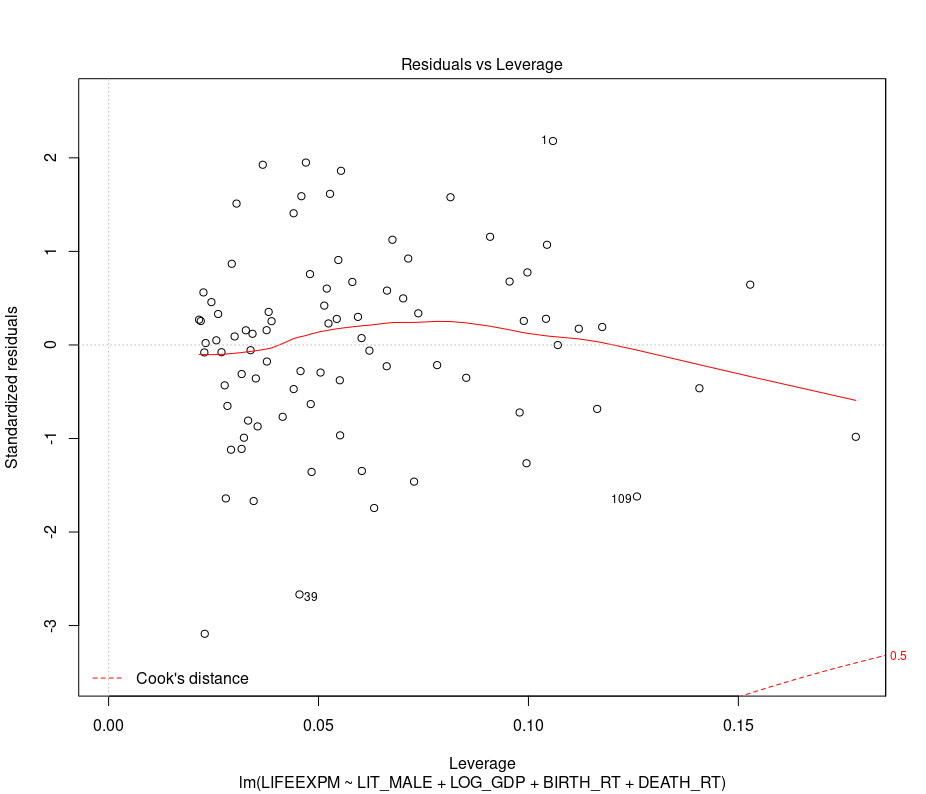 Residuals vs Leverage
Standardized residuals
2
1
0
-1
-2
-3
1
109
39
0.5
Cook's distance
0.00
0.05
0.10
0.15
Leverage
lm(LIFEEXPM ~ LIT_MALE + LOG_GDP + BIRTH_RT + DEATH_RT)